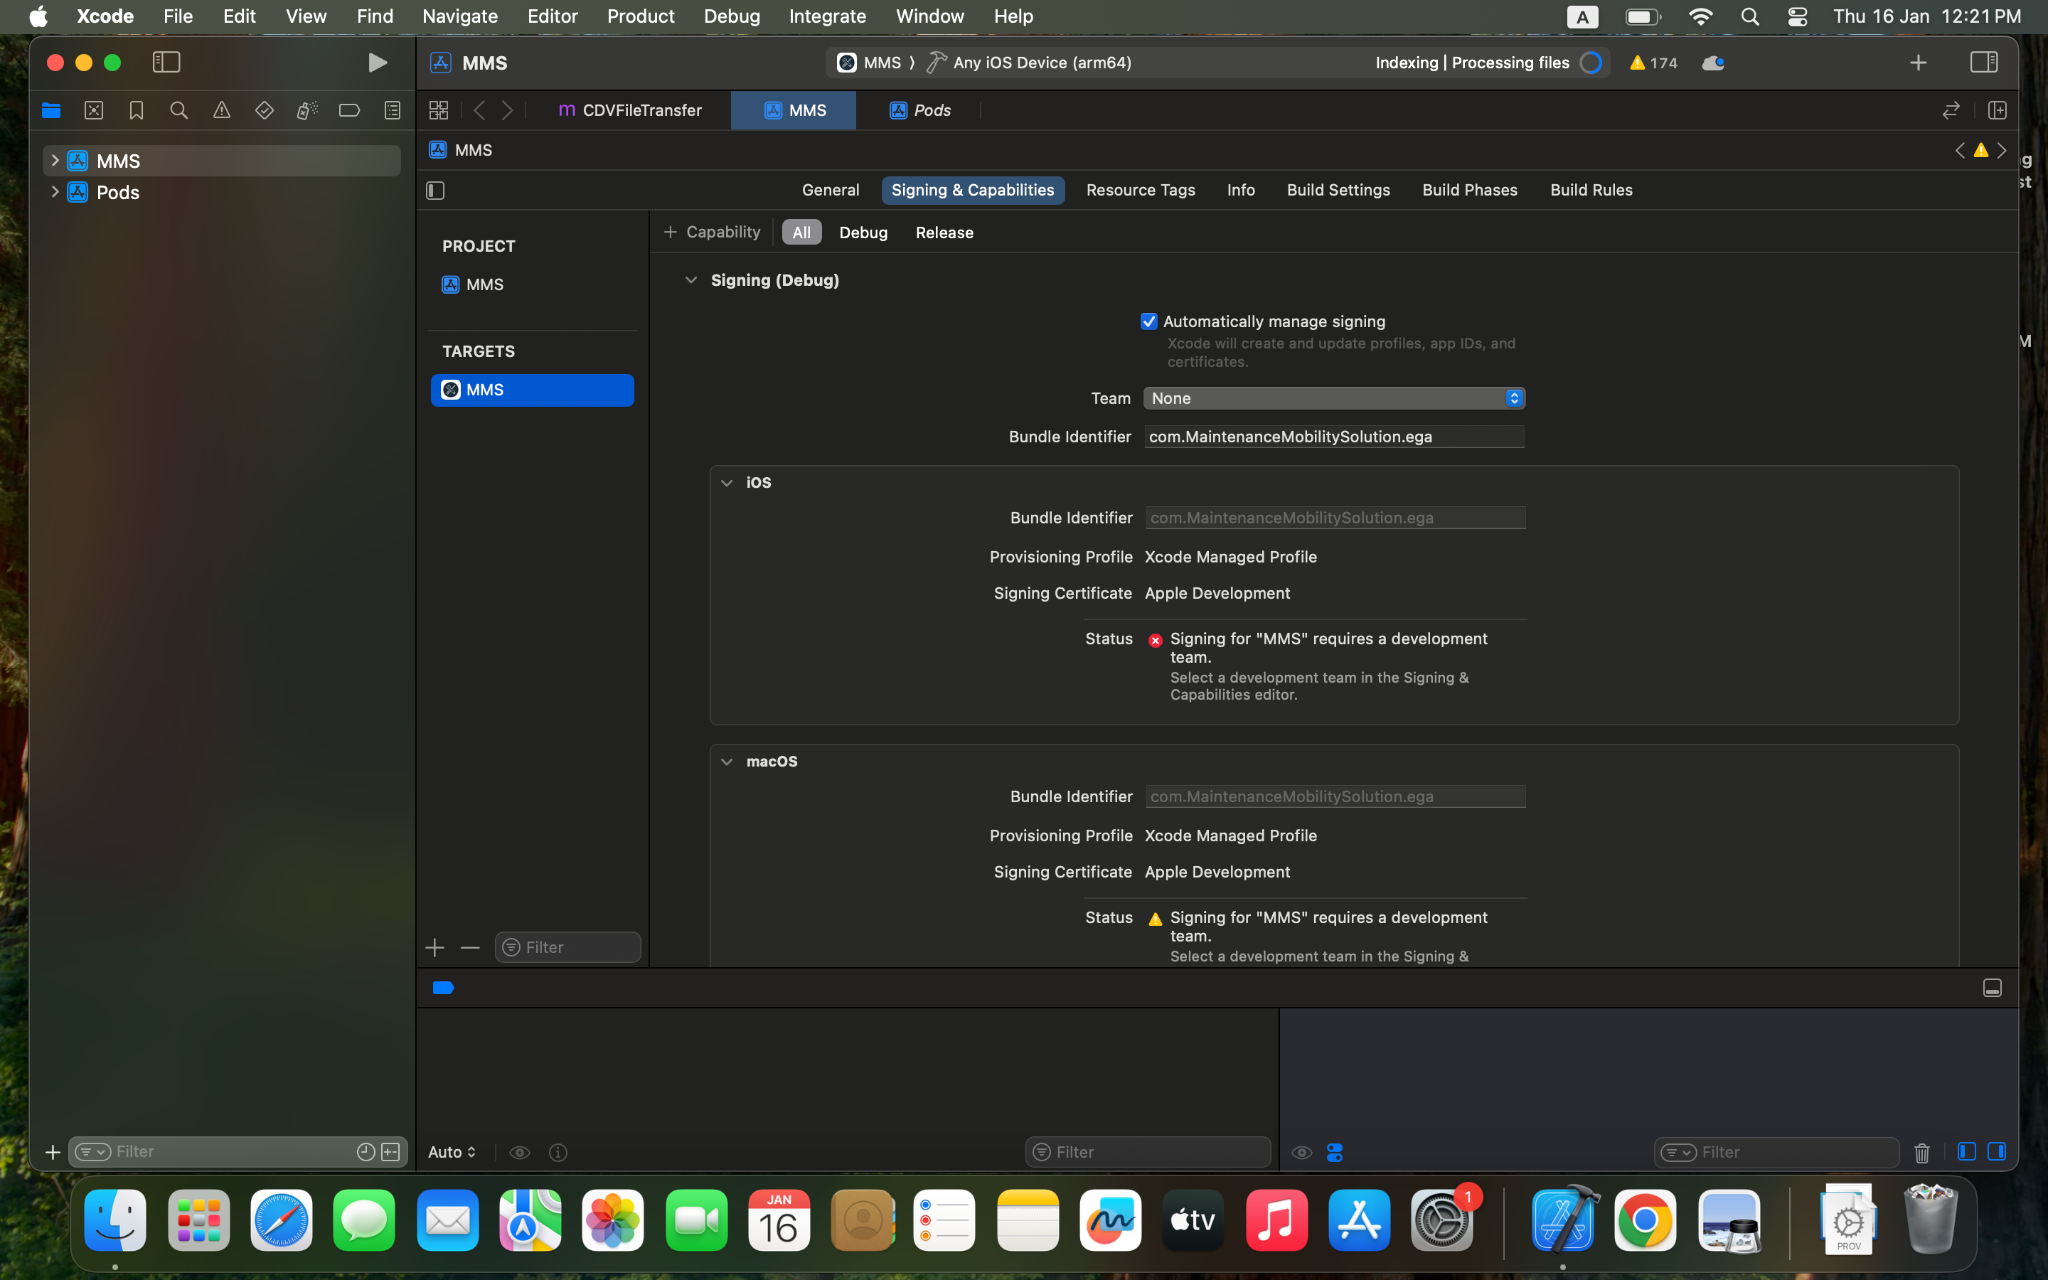 Xcode File Edit View Find Navigate Editor Product Debug Integrate Window Help A Thu 16 Jan 12:21 PM
MMS MMS Any iOS Device (arm64) Indexing | Processing files 174
m CDVFileTransfer MMS Pods
MMS
Pods
MMS
General Signing & Capabilities Resource Tags Info Build Settings Build Phases Build Rules
PROJECT
MMS
TARGETS
MMS
Filter
+ Capability All Debug Release
Signing (Debug)
Automatically manage signing
Xcode will create and update profiles, app IDs, and
certificates.
Team None
Bundle Identifier com.MaintenanceMobilitySolution.ega
iOS
Bundle Identifier com.MaintenanceMobilitySolution.ega
Provisioning Profile Xcode Managed Profile
Signing Certificate Apple Development
Status Signing for "MMS" requires a development
team.
Select a development team in the Signing &
Capabilities editor.
macOS
Bundle Identifier com.MaintenanceMobilitySolution.ega
Provisioning Profile Xcode Managed Profile
Signing Certificate Apple Development
Status Signing for "MMS" requires a development
team.
Select a development team in the Signing &
Filter Auto Filter Filter
JAN
16
tv
1
PROV